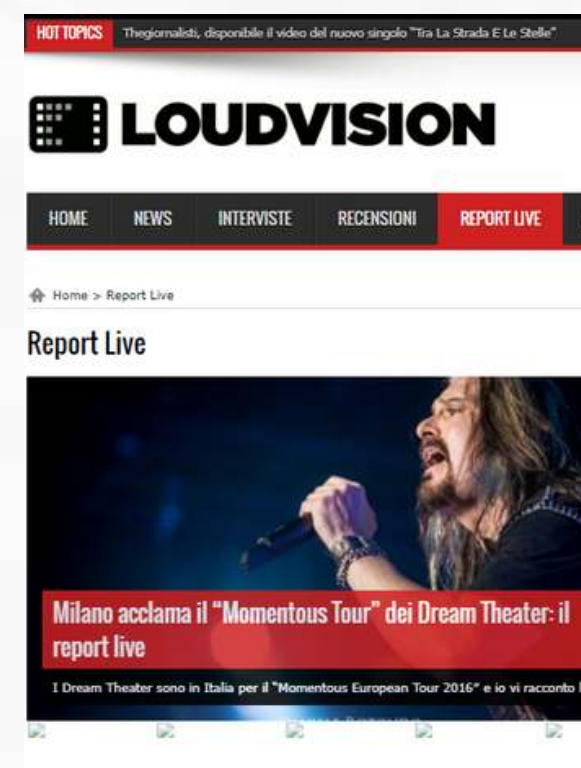 HOT TOPICS Thegiornalisti, disponibile il video del nuovo singolo "Tra La Strada E Le Stelle"
LOUDVISION
HOME NEWS INTERVISTE RECENSIONI REPORT LIVE
Home > Report Live
Report Live
Milano acclama il “Momentous Tour” dei Dream Theater: il
report live
I Dream Theater sono in Italia per il "Momentous European Tour 2016" e io vi racconto